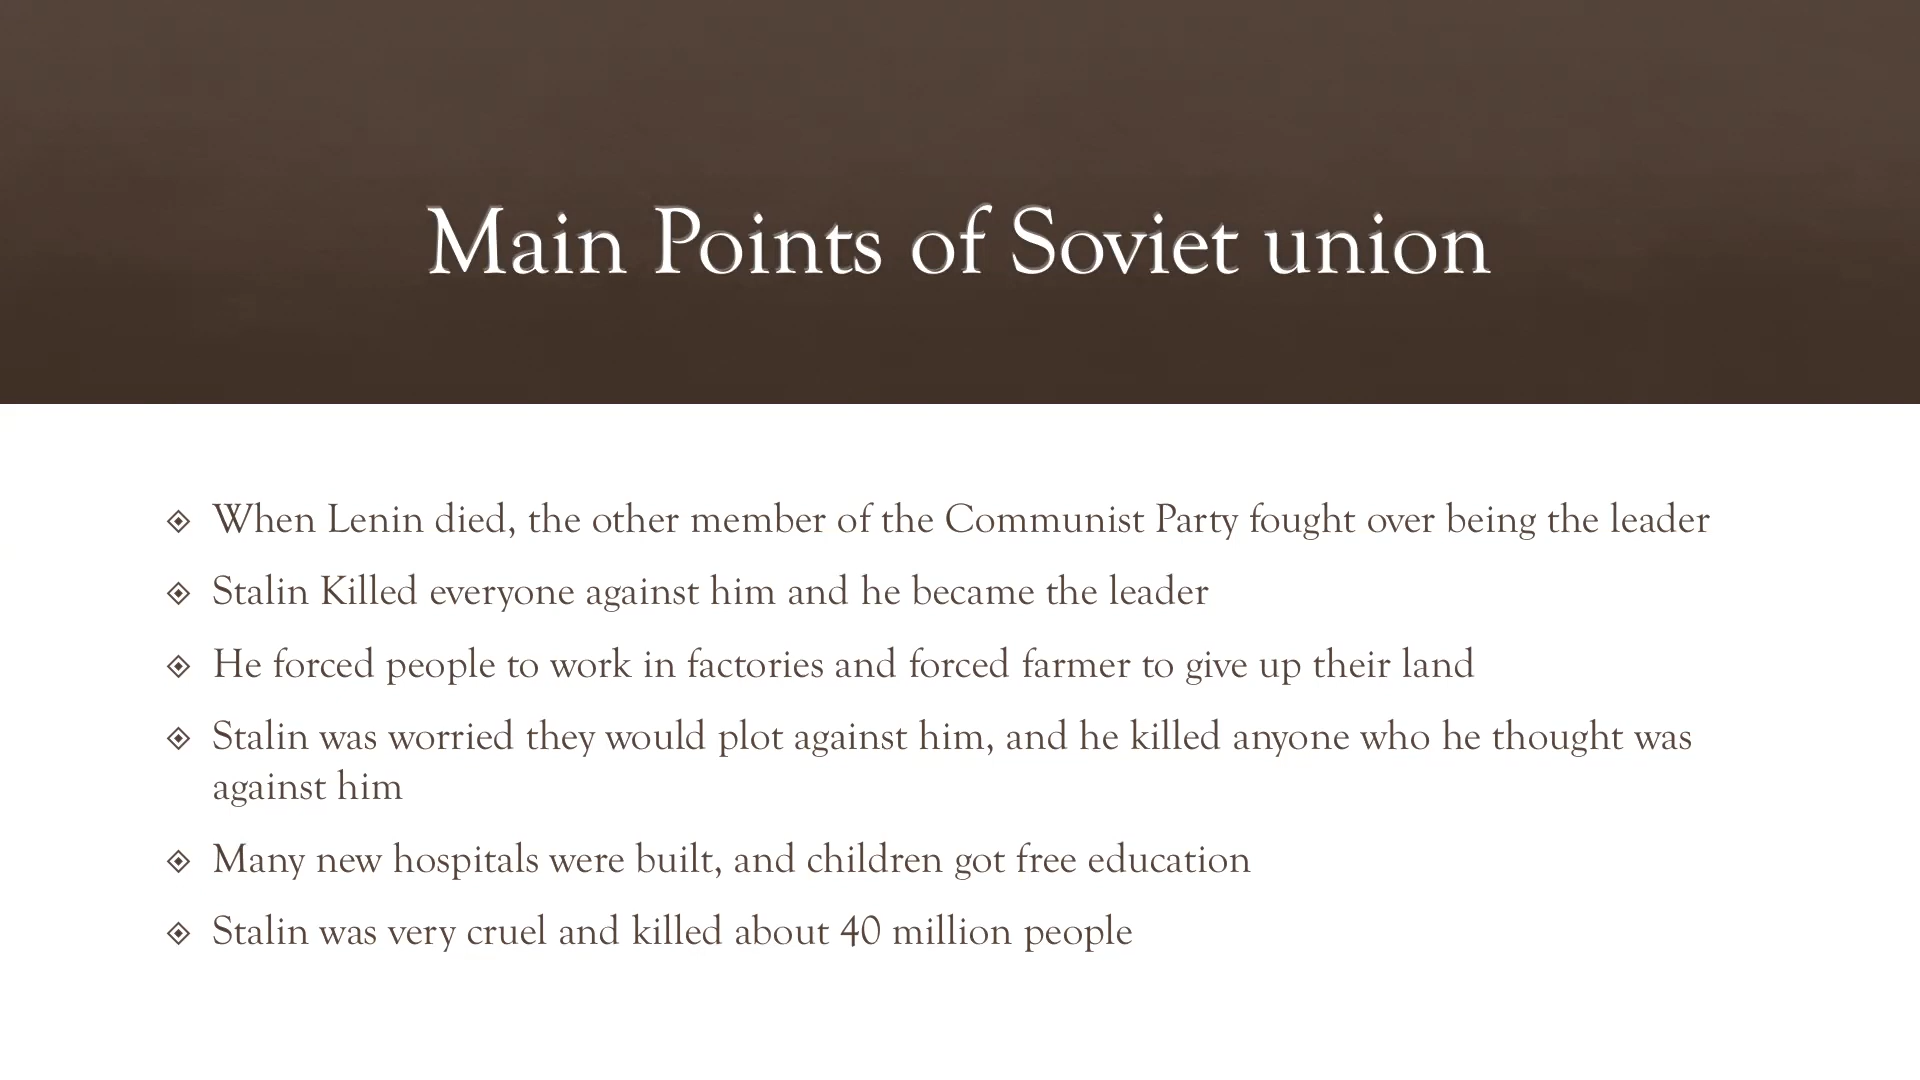 Main Points of Soviet union
When Lenin died, the other member of the Communist Party fought over being the leader
Stalin Killed everyone against him and he became the leader
He forced people to work in factories and forced farmer to give up their land
Stalin was worried they would plot against him, and he killed anyone who he thought was
against him
Many new hospitals were built, and children got free education
Stalin was very cruel and killed about 40 million people